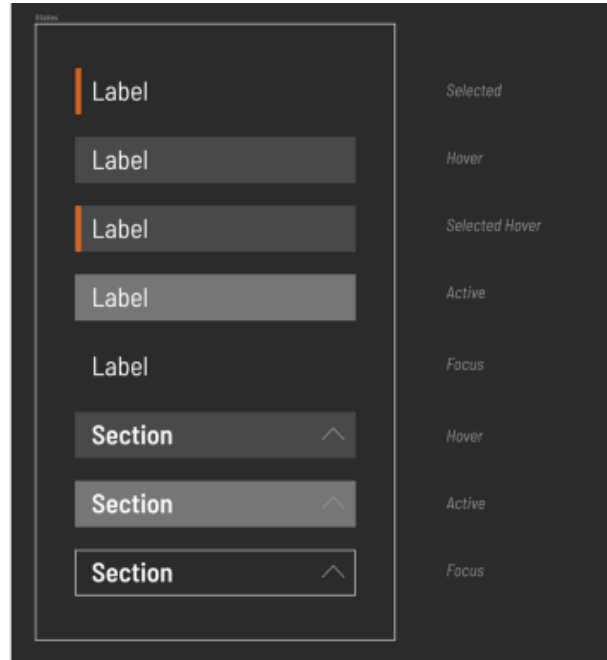 States
Label Selected
Label Hover
Label Selected Hover
Label Active
Label Focus
Section Hover
Section Active
Section Focus